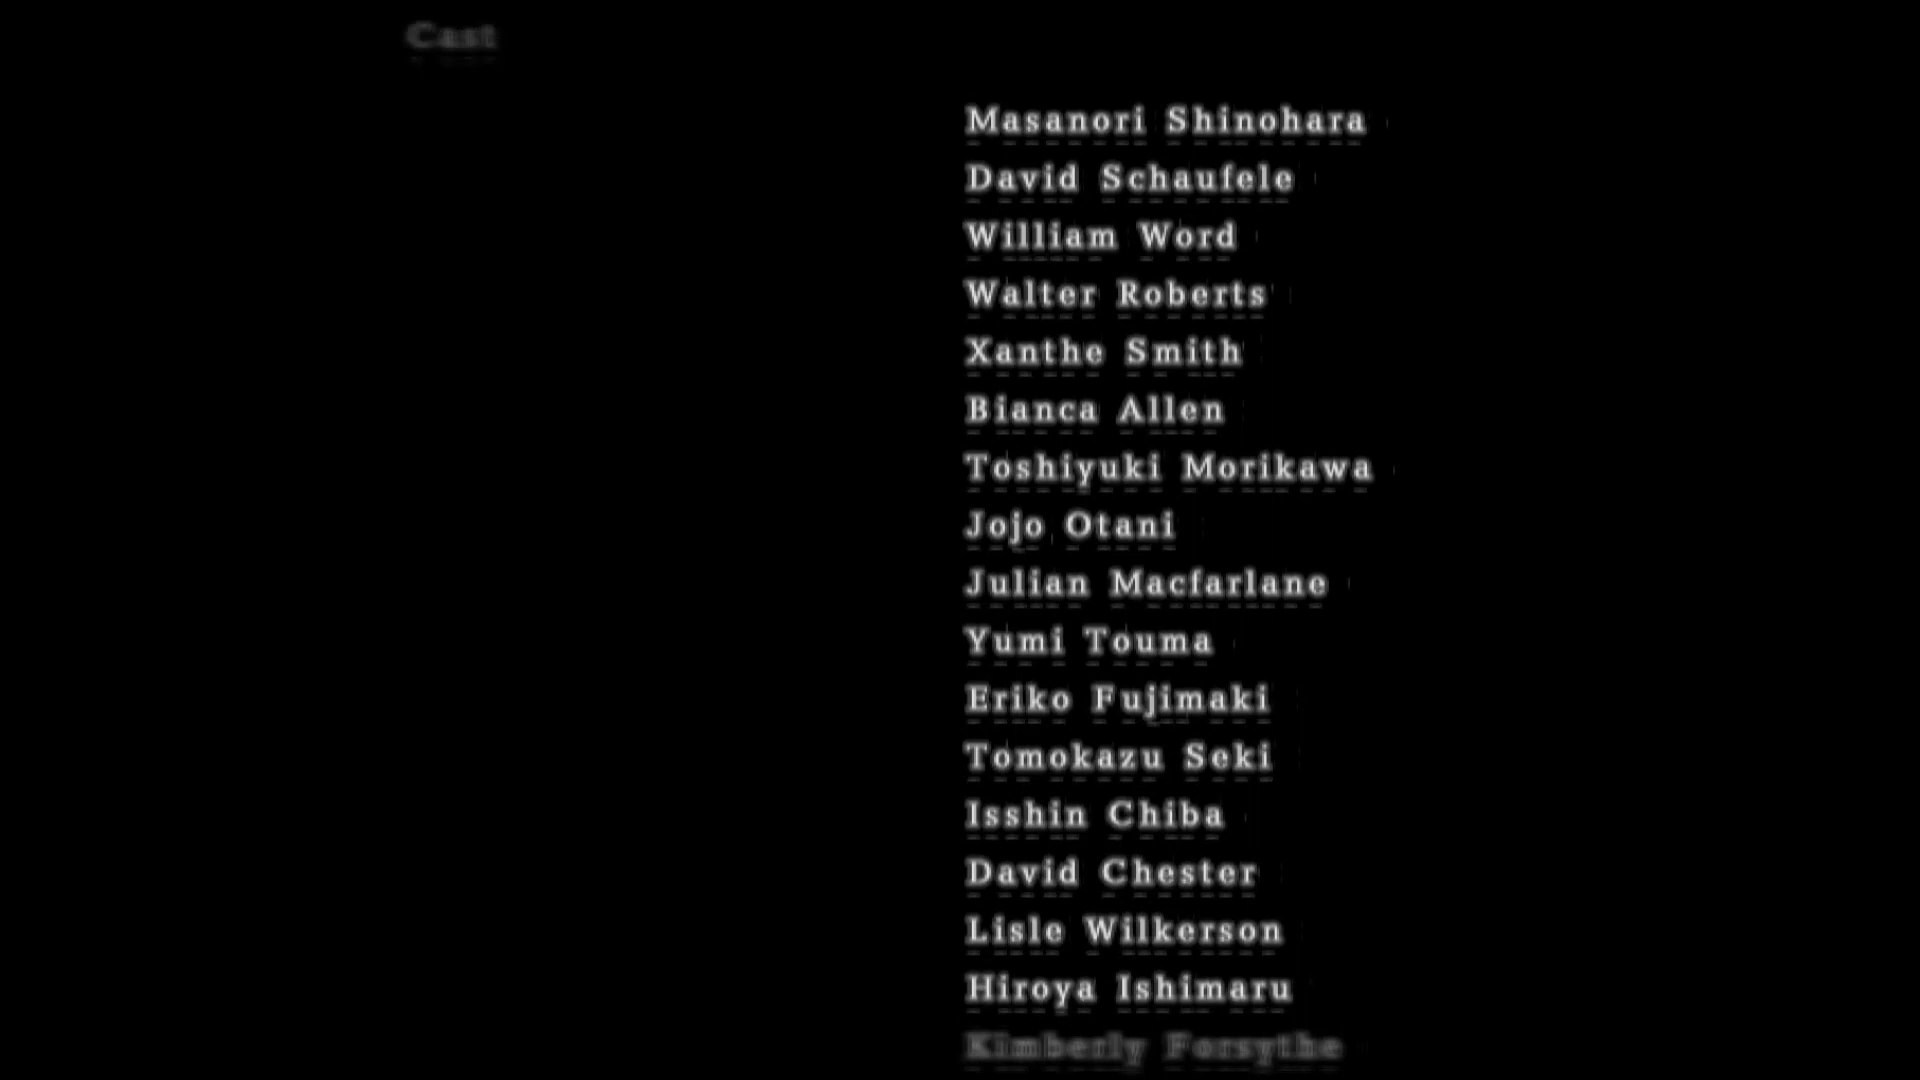 Cast
Masanori Shinohara
David Schaufele
William Word
Walter Roberts
Xanthe Smith
Bianca Allen
Toshiyuki Morikawa
Jojo Otani
Julian Macfarlane
Yumi Touma
Eriko Fujimaki
Tomokazu Seki
Isshin Chiba
David Chester
Lisle Wilkerson
Hiroya Ishimaru
Kimberly Forsythe